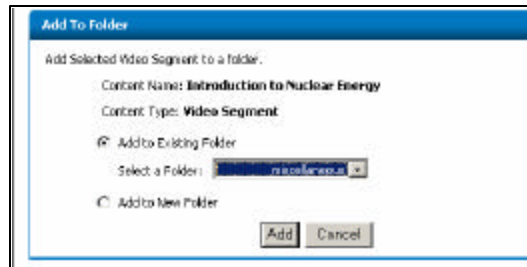 Add To Folder
Add Selected Video Segment to a folder.
Content Name: Introduction to Nuclear Energy
Content Type: Video Segment
Add to Existing Folder
Select a Folder: miscellaneous
Add to New Folder
Add Cancel